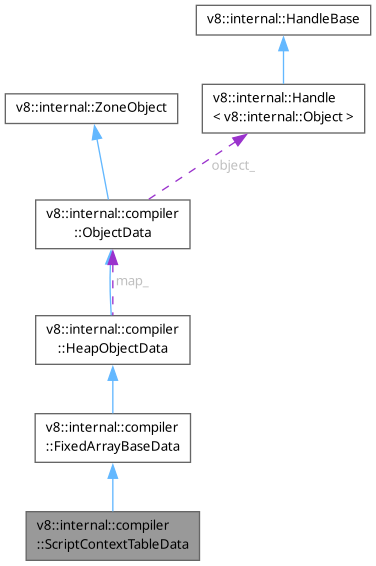 v8::internal::HandleBase
v8::internal::Handle
< v8::internal::Object >
v8::internal::ZoneObject
object_
v8::internal::compiler
::ObjectData
map_
v8::internal::compiler
::HeapObjectData
v8::internal::compiler
::FixedArrayBaseData
v8::internal::compiler
::ScriptContextTableData